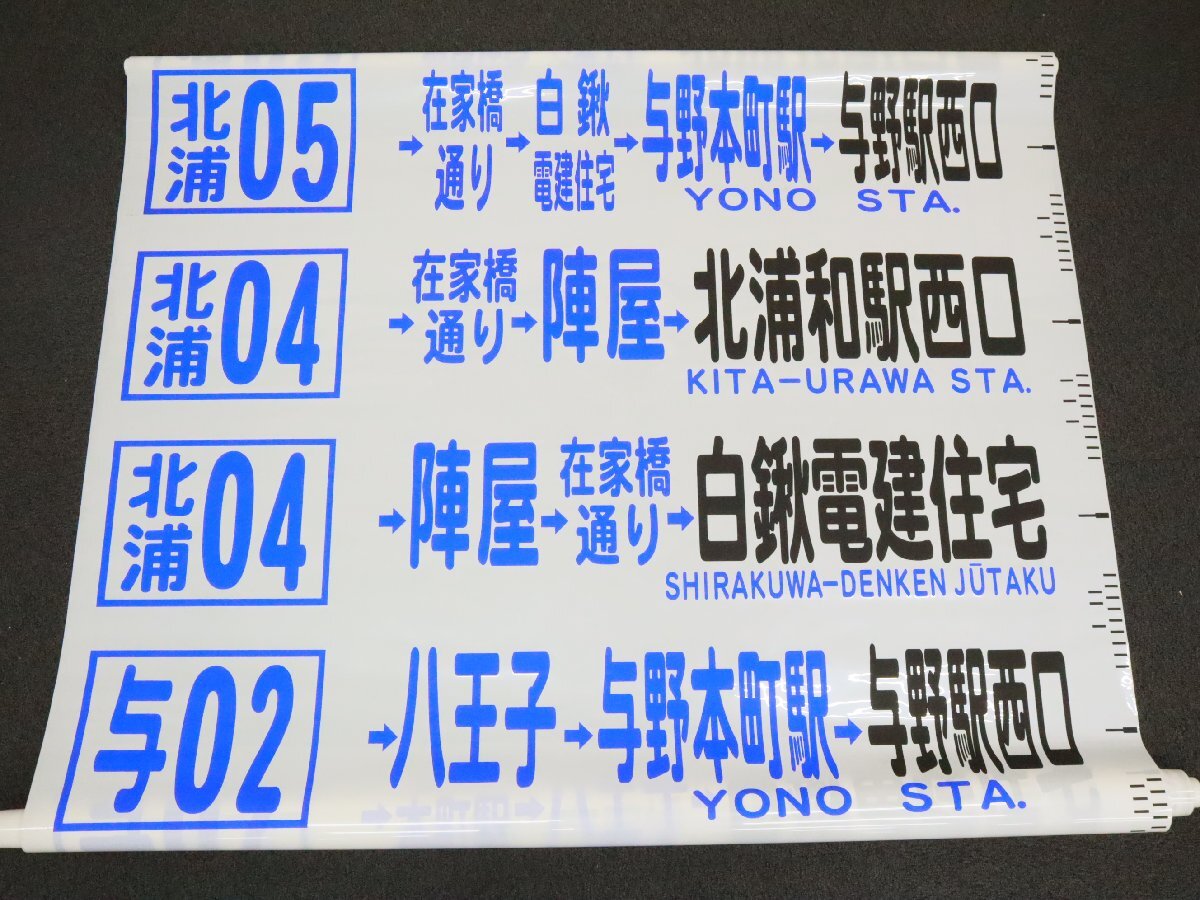 北浦05 →在家橋通り→白鍬電建住宅→与野本町駅→与野駅西口
YONO STA.
北浦04 →在家橋通り→陣屋→北浦和駅西口
KITA-URAWA STA.
北浦04 →陣屋→在家橋通り→白鍬電建住宅
SHIRAKUWA-DENKEN JŪTAKU
与02 →八王子→与野本町駅→与野駅西口
YONO STA.